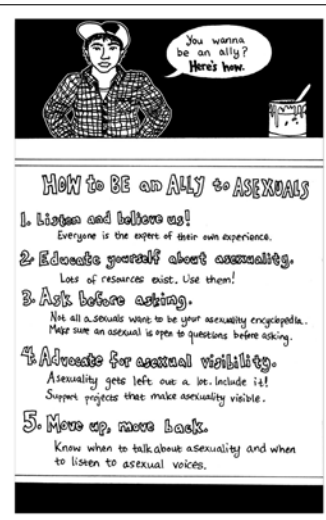 You wanna
be an ally?
Here's how.
HOW to BE an ALLY to ASEXUALS
1. Listen and believe us!
Everyone is the expert of their own experience.
2. Educate yourself about asexuality.
Lots of resources exist. Use them!
3. Ask before asking.
Not all asexuals want to be your asexuality encyclopedia.
Make sure an asexual is open to questions before asking.
4. Advocate for asexual visibility.
Asexuality gets left out a lot. Include it!
Support projects that make asexuality visible.
5. Move up, move back.
Know when to talk about asexuality and when
to listen to asexual voices.